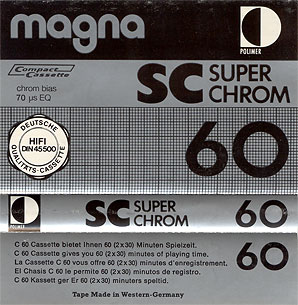 magna
POLIMER
Compact
Cassette
chrom bias
70 µs EQ
SC SUPER
CHROM
DEUTSCHE
HIFI
DIN 45500
QUALITÄTS-CASSETTE
60
POLIMER
SC SUPER
CHROM
60
60
C 60 Cassette bietet Ihnen 60 (2x30) Minuten Spielzeit.
C 60 Cassette gives you 60 (2x30) minutes of playing time.
La Cassette C 60 vous offre 60 (2x30) minutes d'enregistrement.
El Chasis C 60 le permite 60 (2x30) minutos de registro.
C 60 Kassett ger Er 60 (2x30) minuters speltid.
Tape Made in Western-Germany